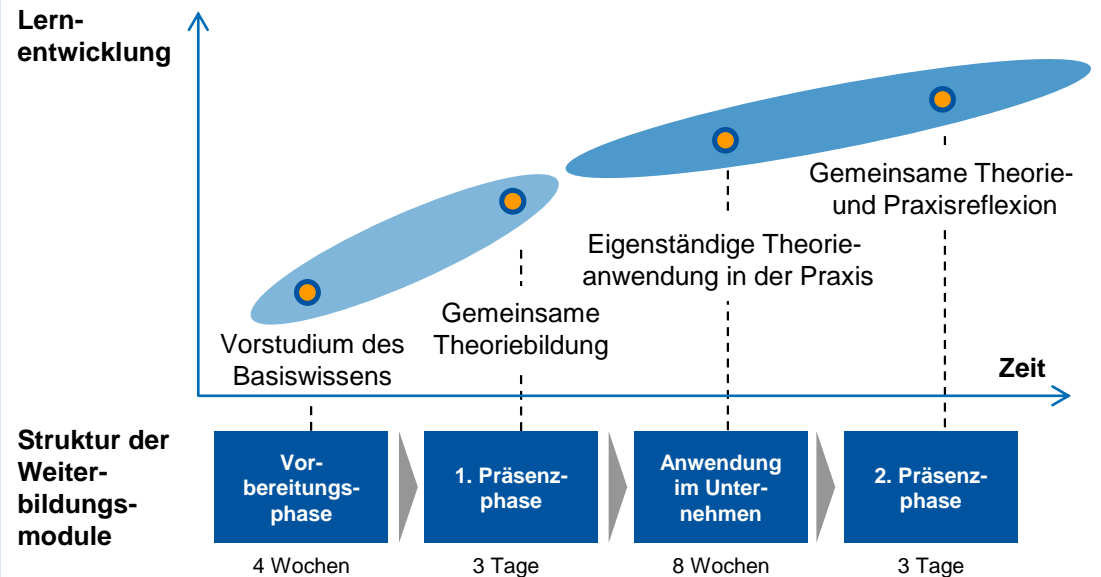 Lern-
entwicklung
Gemeinsame Theorie-
und Praxisreflexion
Eigenständige Theorie-
anwendung in der Praxis
Gemeinsame
Theoriebildung
Vorstudium des
Basiswissens
Zeit
Struktur der
Weiter-
bildungs-
module
Vor-
bereitungs-
phase
1. Präsenz-
phase
Anwendung
im Unter-
nehmen
2. Präsenz-
phase
4 Wochen
3 Tage
8 Wochen
3 Tage